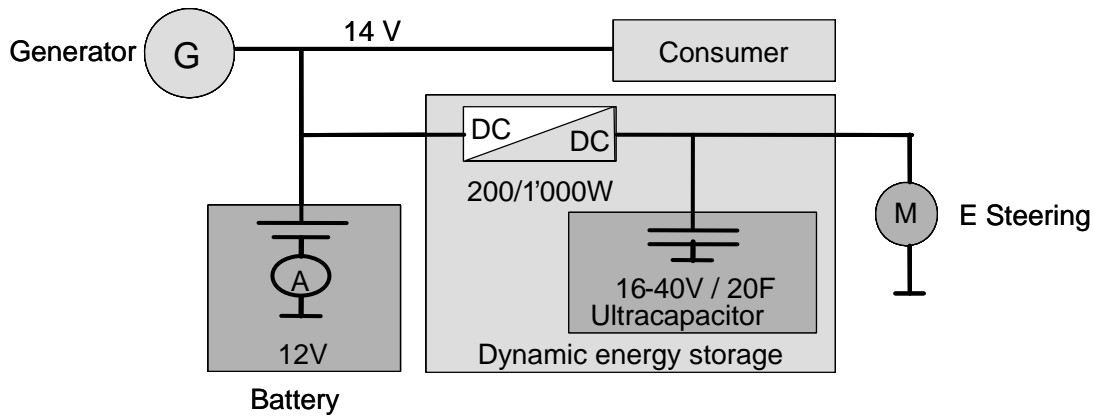 14 V
Generator
G
Consumer
DC
DC
200/1'000W
M
E Steering
A
16-40V / 20F
Ultracapacitor
12V
Dynamic energy storage
Battery